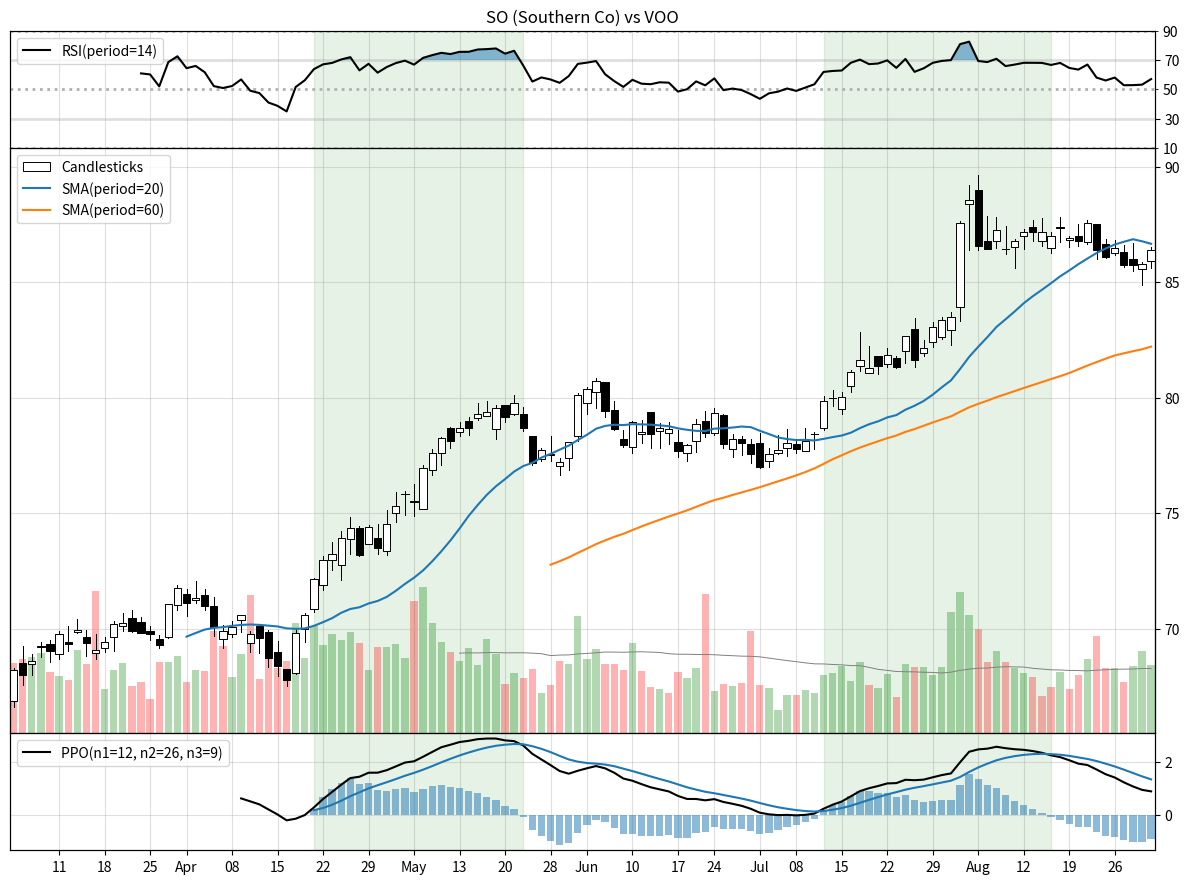 SO (Southern Co) vs VOO
RSI(period=14)
90
70
50
30
10
Candlesticks
SMA(period=20)
SMA(period=60)
90
85
80
75
70
PPO(n1=12, n2=26, n3=9)
2
0
11 18 25 Apr 08 15 22 29 May 13 20 28 Jun 10 17 24 Jul 08 15 22 29 Aug 12 19 26